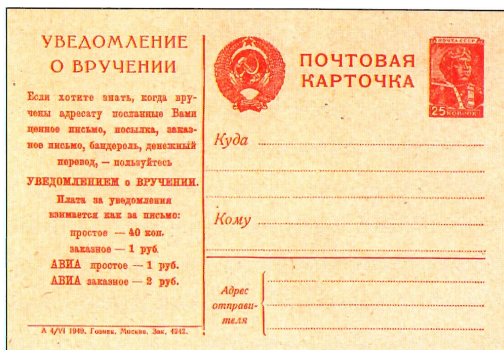 УВЕДОМЛЕНИЕ
О ВРУЧЕНИИ
Если хотите знать, когда вру-
чены адресату посланные Вами
ценное письмо, посылка, заказ-
ное письмо, бандероль, денежный
перевод, — пользуйтесь
УВЕДОМЛЕНИЕМ о ВРУЧЕНИИ.
Плата за уведомления
взимается как за письмо:
простое — 40 коп.
заказное — 1 руб.
АВИА простое — 1 руб.
АВИА заказное — 2 руб.
А 4/VI 1949. Гознак. Москва. Зак. 4242.
ПОЧТОВАЯ
КАРТОЧКА
ПОЧТА СССР
25 КОПЕЕК
Куда
Кому
Адрес
отправи-
теля